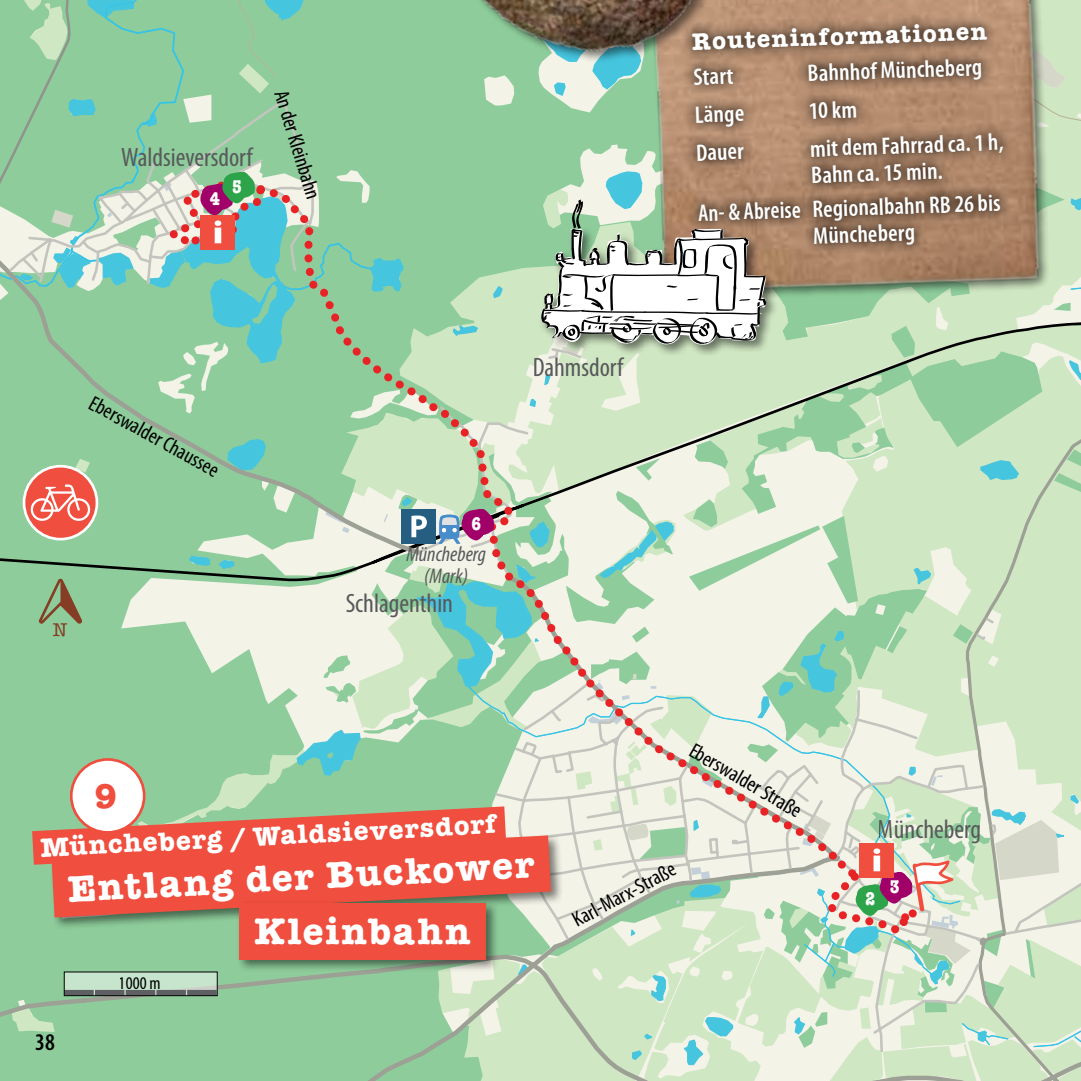 Routeninformationen
Start Bahnhof Müncheberg
Länge 10 km
Dauer mit dem Fahrrad ca. 1 h,
Bahn ca. 15 min.
An- & Abreise Regionalbahn RB 26 bis
Müncheberg
An der Kleinbahn
Waldsieversdorf
4
5
i
Dahmsdorf
Eberswalder Chaussee
P
6
Müncheberg
(Mark)
Schlagenthin
N
Eberswalder Straße
Müncheberg
i
3
2
Karl-Marx-Straße
9
Müncheberg / Waldsieversdorf
Entlang der Buckower
Kleinbahn
1000 m
38